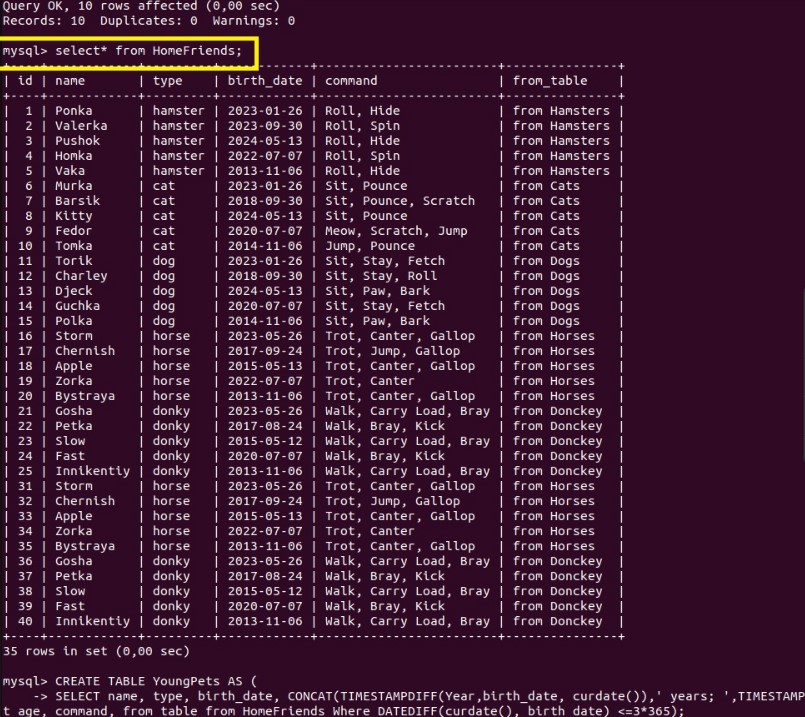 Query OK, 10 rows affected (0,00 sec)
Records: 10  Duplicates: 0  Warnings: 0
mysql> select* from HomeFriends;
+----+------------+---------+------------+------------------------+----------------+
| id | name       | type    | birth_date | command                | from_table     |
+----+------------+---------+------------+------------------------+----------------+
|  1 | Ponka      | hamster | 2023-01-26 | Roll, Hide             | from Hamsters |
|  2 | Valerka    | hamster | 2023-09-30 | Roll, Spin             | from Hamsters |
|  3 | Pushok     | hamster | 2024-05-13 | Roll, Hide             | from Hamsters |
|  4 | Homka      | hamster | 2022-07-07 | Roll, Spin             | from Hamsters |
|  5 | Vaka       | hamster | 2013-11-06 | Roll, Hide             | from Hamsters |
|  6 | Murka      | cat     | 2023-01-26 | Sit, Pounce            | from Cats     |
|  7 | Barsik     | cat     | 2018-09-30 | Sit, Pounce, Scratch   | from Cats     |
|  8 | Kitty      | cat     | 2024-05-13 | Sit, Pounce            | from Cats     |
|  9 | Fedor      | cat     | 2020-07-07 | Meow, Scratch, Jump    | from Cats     |
| 10 | Tomka      | cat     | 2014-11-06 | Jump, Pounce           | from Cats     |
| 11 | Torik      | dog     | 2023-01-26 | Sit, Stay, Fetch       | from Dogs     |
| 12 | Charley    | dog     | 2018-09-30 | Sit, Stay, Roll        | from Dogs     |
| 13 | Djeck      | dog     | 2024-05-13 | Sit, Paw, Bark         | from Dogs     |
| 14 | Guchka     | dog     | 2020-07-07 | Sit, Stay, Fetch       | from Dogs     |
| 15 | Polka      | dog     | 2014-11-06 | Sit, Paw, Bark         | from Dogs     |
| 16 | Storm      | horse   | 2023-05-26 | Trot, Canter, Gallop   | from Horses   |
| 17 | Chernish   | horse   | 2017-09-24 | Trot, Jump, Gallop     | from Horses   |
| 18 | Apple      | horse   | 2015-05-13 | Trot, Canter, Gallop   | from Horses   |
| 19 | Zorka      | horse   | 2022-07-07 | Trot, Canter           | from Horses   |
| 20 | Bystraya   | horse   | 2013-11-06 | Trot, Canter, Gallop   | from Horses   |
| 21 | Gosha      | donky   | 2023-05-26 | Walk, Carry Load, Bray | from Donckey  |
| 22 | Petka      | donky   | 2017-08-24 | Walk, Bray, Kick       | from Donckey  |
| 23 | Slow       | donky   | 2015-05-12 | Walk, Carry Load, Bray | from Donckey  |
| 24 | Fast       | donky   | 2020-07-07 | Walk, Bray, Kick       | from Donckey  |
| 25 | Innikentiy | donky   | 2013-11-06 | Walk, Carry Load, Bray | from Donckey  |
| 31 | Storm      | horse   | 2023-05-26 | Trot, Canter, Gallop   | from Horses   |
| 32 | Chernish   | horse   | 2017-09-24 | Trot, Jump, Gallop     | from Horses   |
| 33 | Apple      | horse   | 2015-05-13 | Trot, Canter, Gallop   | from Horses   |
| 34 | Zorka      | horse   | 2022-07-07 | Trot, Canter           | from Horses   |
| 35 | Bystraya   | horse   | 2013-11-06 | Trot, Canter, Gallop   | from Horses   |
| 36 | Gosha      | donky   | 2023-05-26 | Walk, Carry Load, Bray | from Donckey  |
| 37 | Petka      | donky   | 2017-08-24 | Walk, Bray, Kick       | from Donckey  |
| 38 | Slow       | donky   | 2015-05-12 | Walk, Carry Load, Bray | from Donckey  |
| 39 | Fast       | donky   | 2020-07-07 | Walk, Bray, Kick       | from Donckey  |
| 40 | Innikentiy | donky   | 2013-11-06 | Walk, Carry Load, Bray | from Donckey  |
+----+------------+---------+------------+------------------------+----------------+
35 rows in set (0,00 sec)
mysql> CREATE TABLE YoungPets AS (
    -> SELECT name, type, birth_date, CONCAT(TIMESTAMPDIFF(Year,birth_date, curdate()),' years; ',TIMESTAMP
t age, command, from_table from HomeFriends Where DATEDIFF(curdate(), birth_date) <=3*365);